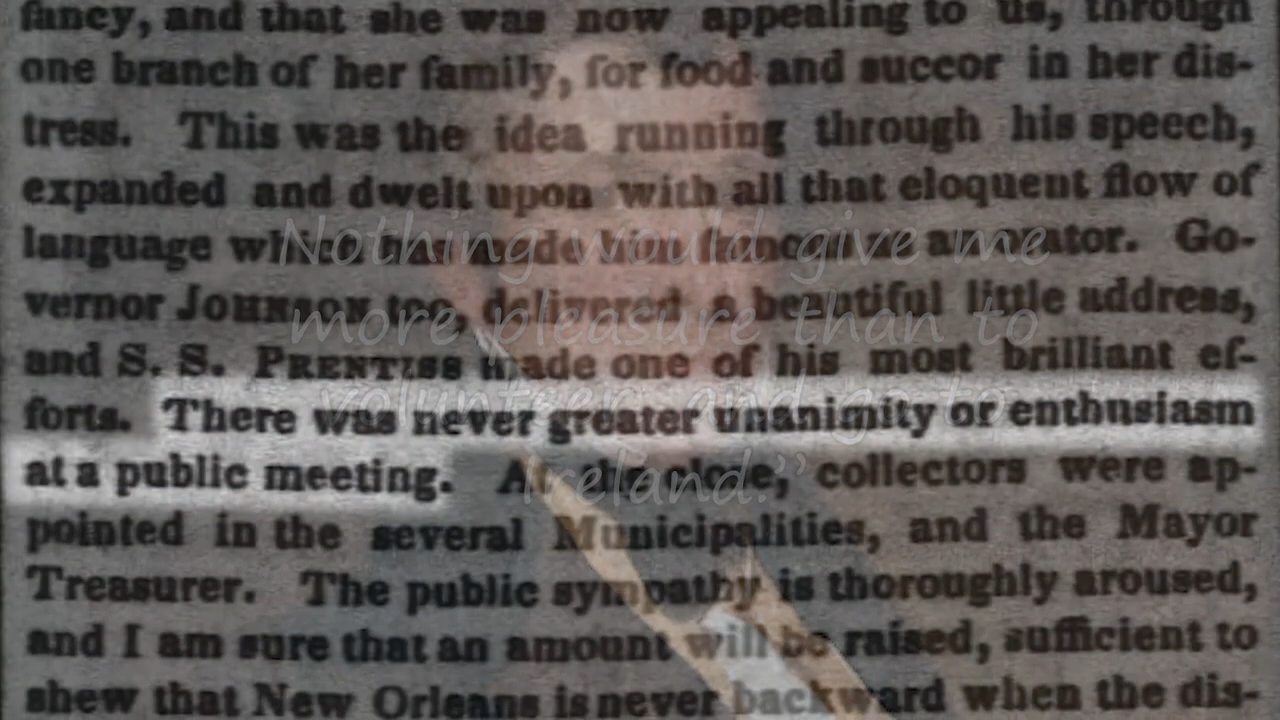 fancy, and that she was now appealing to us, through
one branch of her family, for food and succor in her dis-
tress. This was the idea running through his speech,
expanded and dwelt upon with all that eloquent flow of
language which has made him famous as an orator. Go-
vernor JOHNSON too, delivered a beautiful little address,
and S. S. PRENTISS made one of his most brilliant ef-
forts. There was never greater unanimity or enthusiasm
at a public meeting. At the close, collectors were ap-
pointed in the several Municipalities, and the Mayor
Treasurer. The public sympathy is thoroughly aroused,
and I am sure that an amount will be raised, sufficient to
shew that New Orleans is never backward when the dis-
Nothing would give me
more pleasure than to
volunteer and go to
Ireland.”